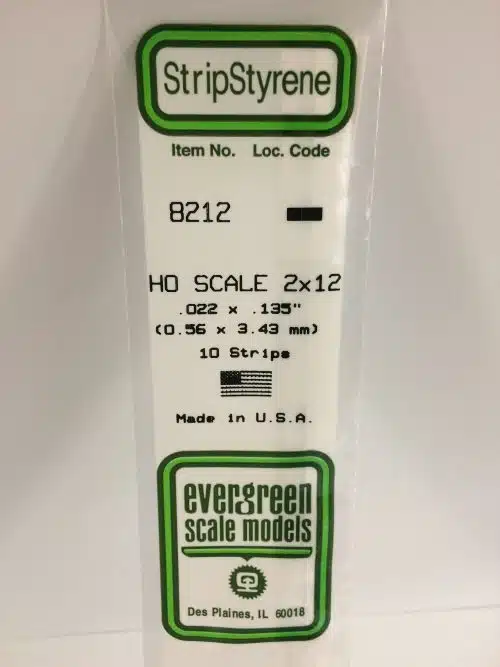 StripStyrene
Item No. Loc. Code
8212
HO SCALE 2x12
.022 x .135"
(0.56 x 3.43 mm)
10 Strips
Made in U.S.A.
evergreen
scale models
Des Plaines, IL 60018